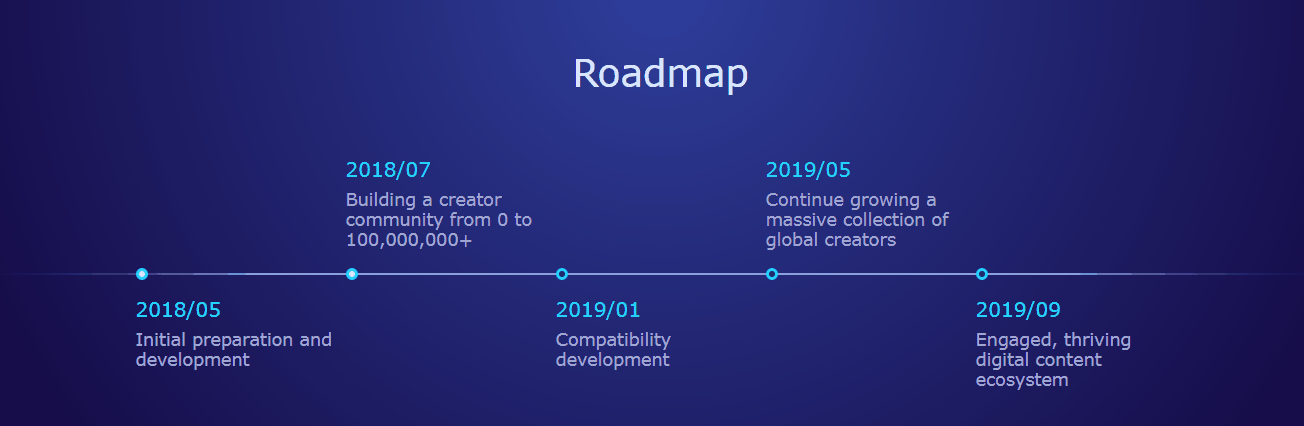 Roadmap
2018/07
Building a creator
community from 0 to
100,000,000+
2019/05
Continue growing a
massive collection of
global creators
2018/05
Initial preparation and
development
2019/01
Compatibility
development
2019/09
Engaged, thriving
digital content
ecosystem